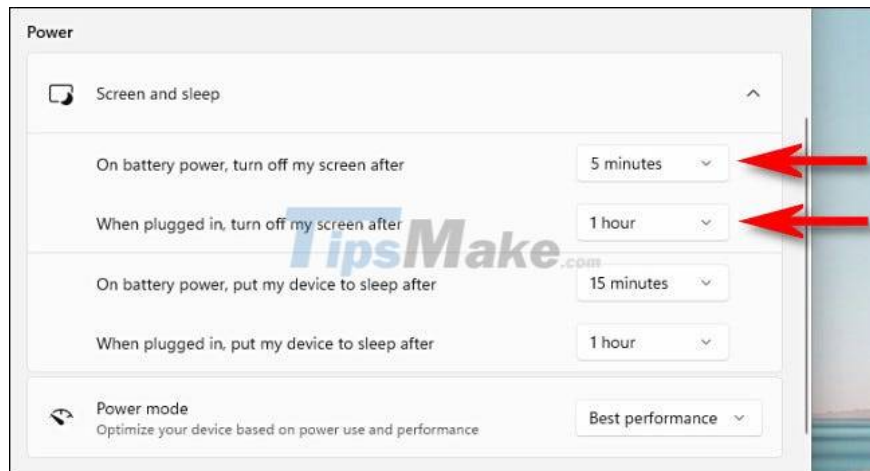 Power
Screen and sleep
On battery power, turn off my screen after 5 minutes
When plugged in, turn off my screen after 1 hour
TipsMake.com
On battery power, put my device to sleep after 15 minutes
When plugged in, put my device to sleep after 1 hour
Power mode Best performance
Optimize your device based on power use and performance